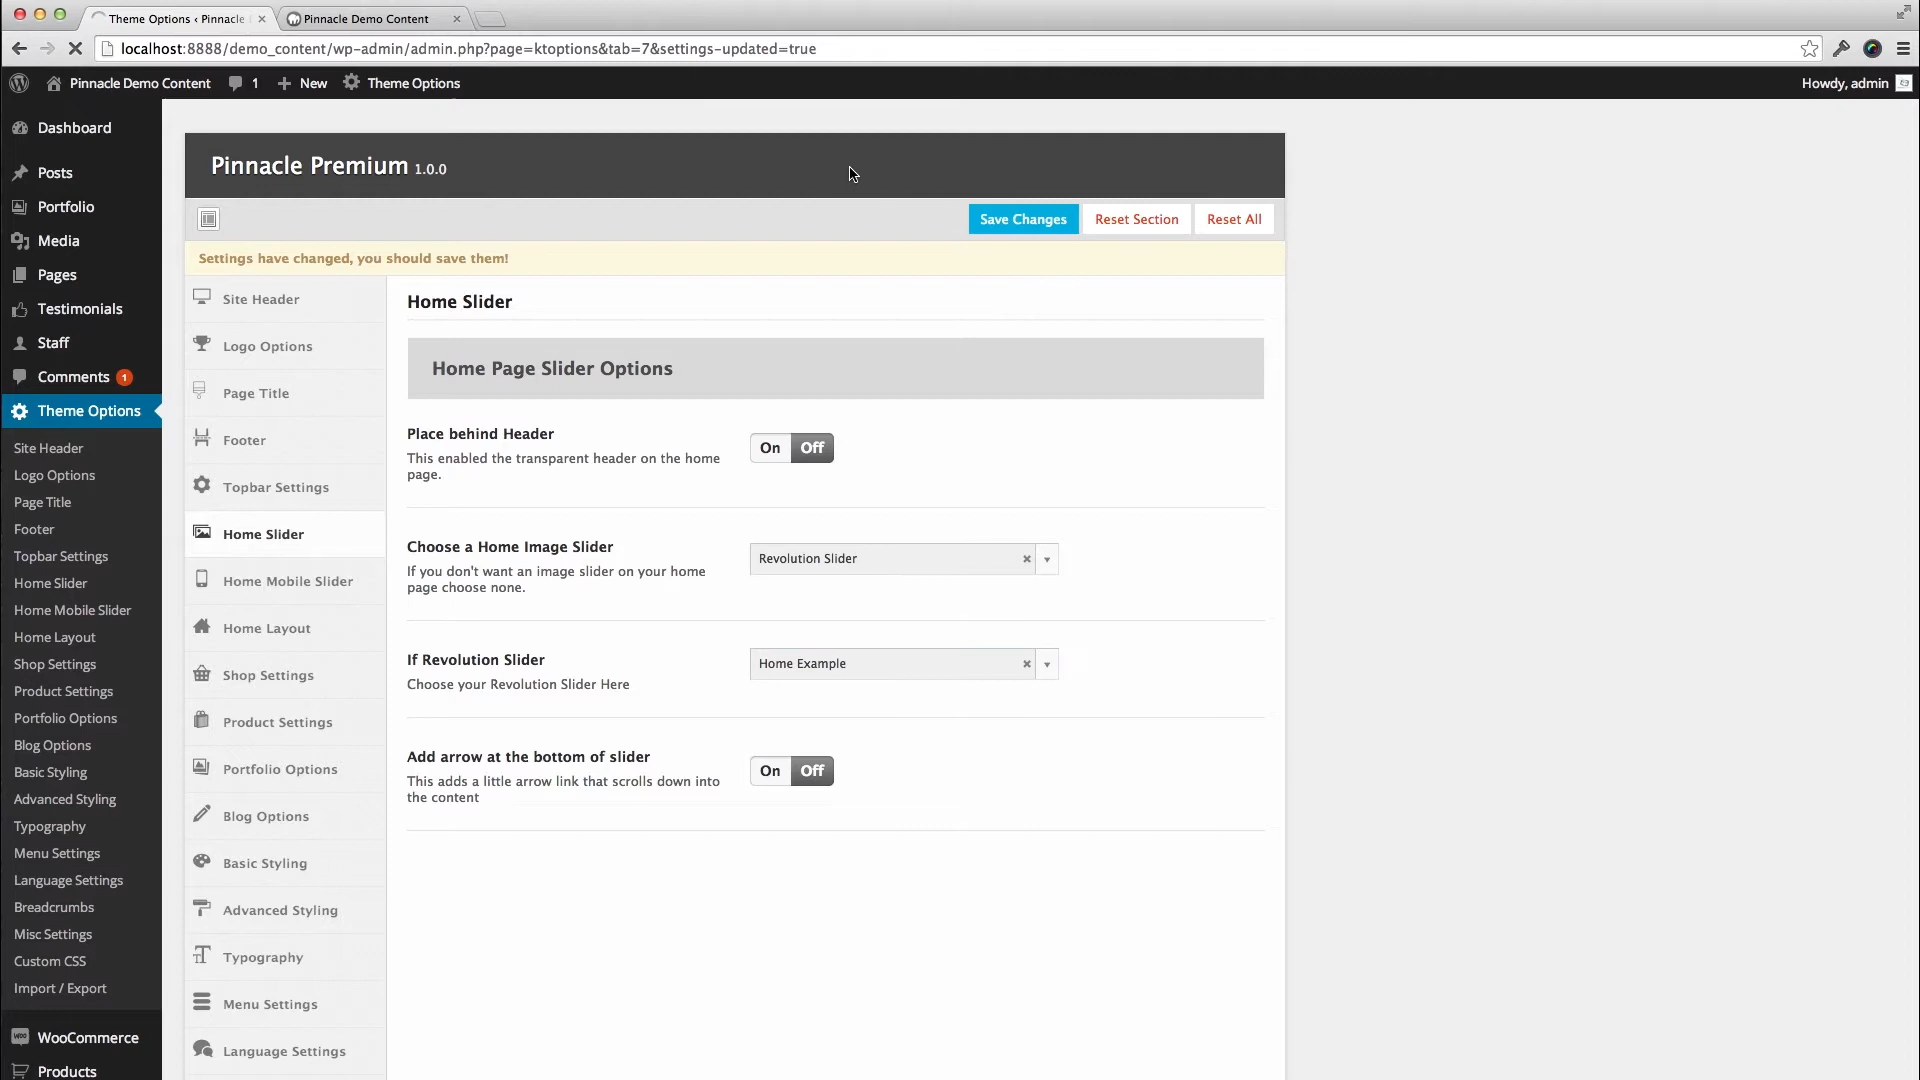 Theme Options ‹ Pinnacle
Pinnacle Demo Content
localhost:8888/demo_content/wp-admin/admin.php?page=ktoptions&tab=7&settings-updated=true
Pinnacle Demo Content
1
New
Theme Options
Howdy, admin
Dashboard
Posts
Portfolio
Media
Pages
Testimonials
Staff
Comments 1
Theme Options
Site Header
Logo Options
Page Title
Footer
Topbar Settings
Home Slider
Home Mobile Slider
Home Layout
Shop Settings
Product Settings
Portfolio Options
Blog Options
Basic Styling
Advanced Styling
Typography
Menu Settings
Language Settings
Breadcrumbs
Misc Settings
Custom CSS
Import / Export
WooCommerce
Products
Pinnacle Premium 1.0.0
Save Changes
Reset Section
Reset All
Settings have changed, you should save them!
Site Header
Logo Options
Page Title
Footer
Topbar Settings
Home Slider
Home Mobile Slider
Home Layout
Shop Settings
Product Settings
Portfolio Options
Blog Options
Basic Styling
Advanced Styling
Typography
Menu Settings
Language Settings
Home Slider
Home Page Slider Options
Place behind Header
This enabled the transparent header on the home
page.
On Off
Choose a Home Image Slider
If you don't want an image slider on your home
page choose none.
Revolution Slider
If Revolution Slider
Choose your Revolution Slider Here
Home Example
Add arrow at the bottom of slider
This adds a little arrow link that scrolls down into
the content
On Off